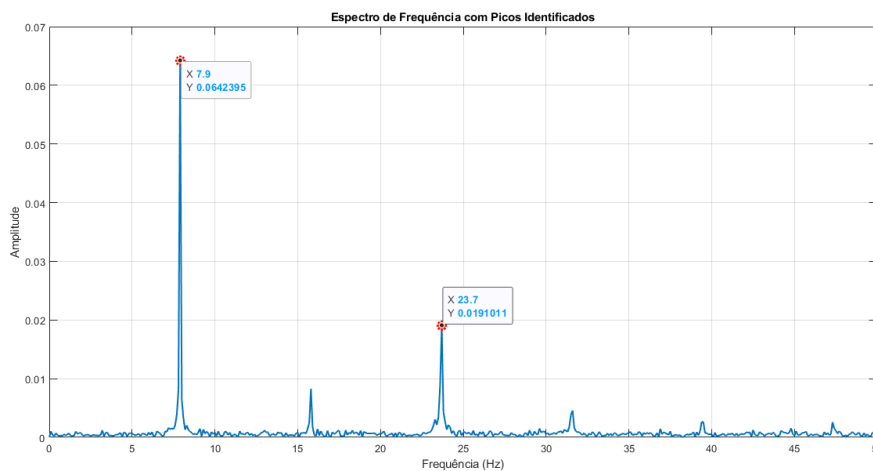 Espectro de Frequência com Picos Identificados
0.07
0.06
0.05
0.04
0.03
0.02
0.01
0
Amplitude
X 7.9
Y 0.0642395
X 23.7
Y 0.0191011
0 5 10 15 20 25 30 35 40 45
Frequência (Hz)